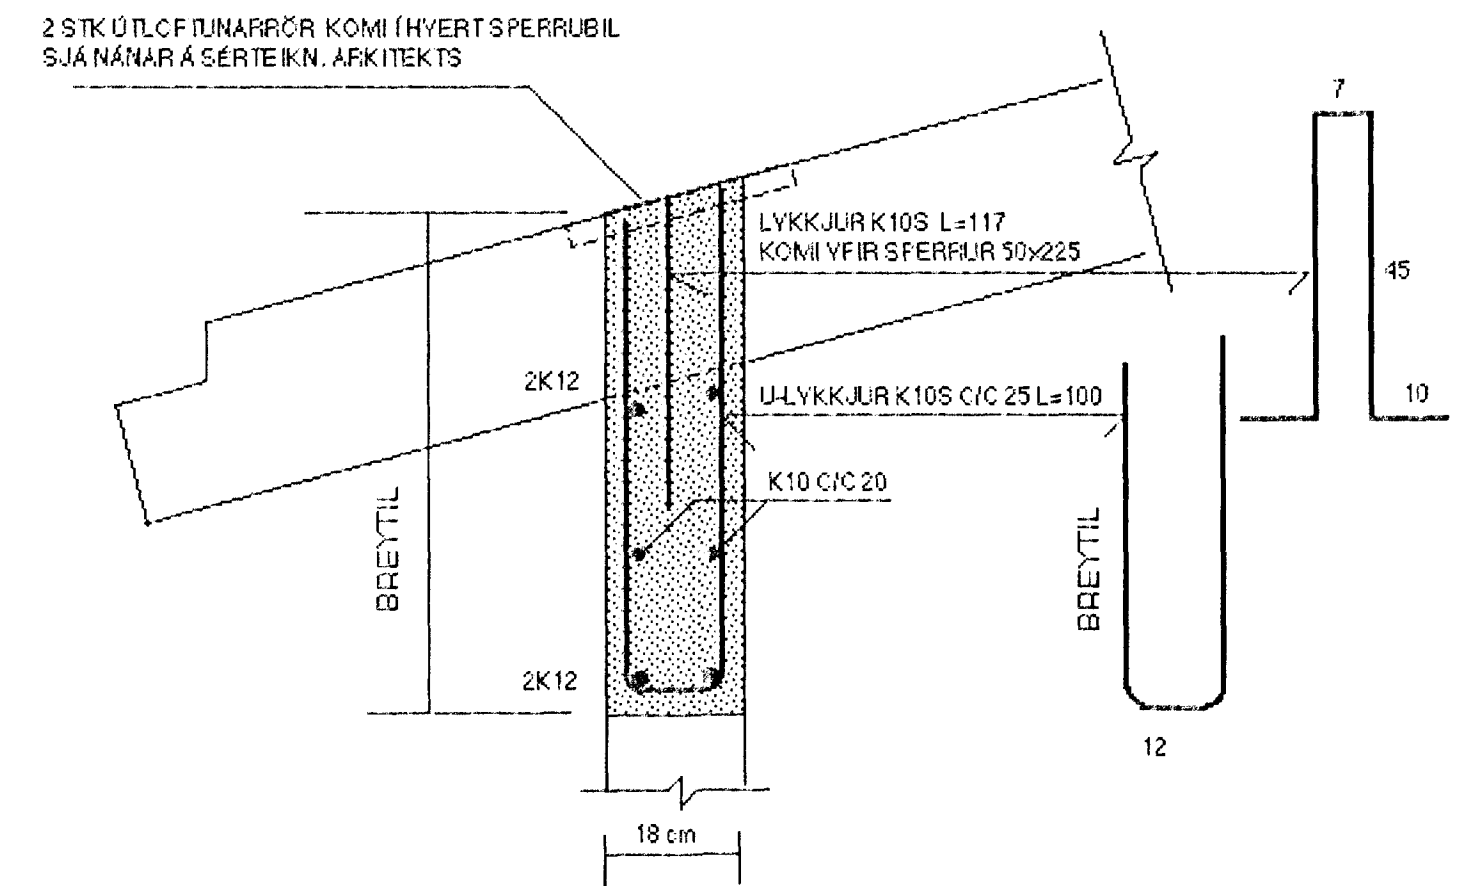 2 STK ÚTLOFTUNARRÖR KOMI Í HVERT SPERRUBIL
SJÁ NÁNAR Á SÉRTEIKN. ARKITEKTS
7
LYKKJUR K10S L=117
KOMI YFIR SPERRUR 50x225
45
2K12
U-LYKKJUR K10S C/C 25 L=100
10
K10 C/C 20
BREYTIL
BREYTIL
2K12
12
18 cm